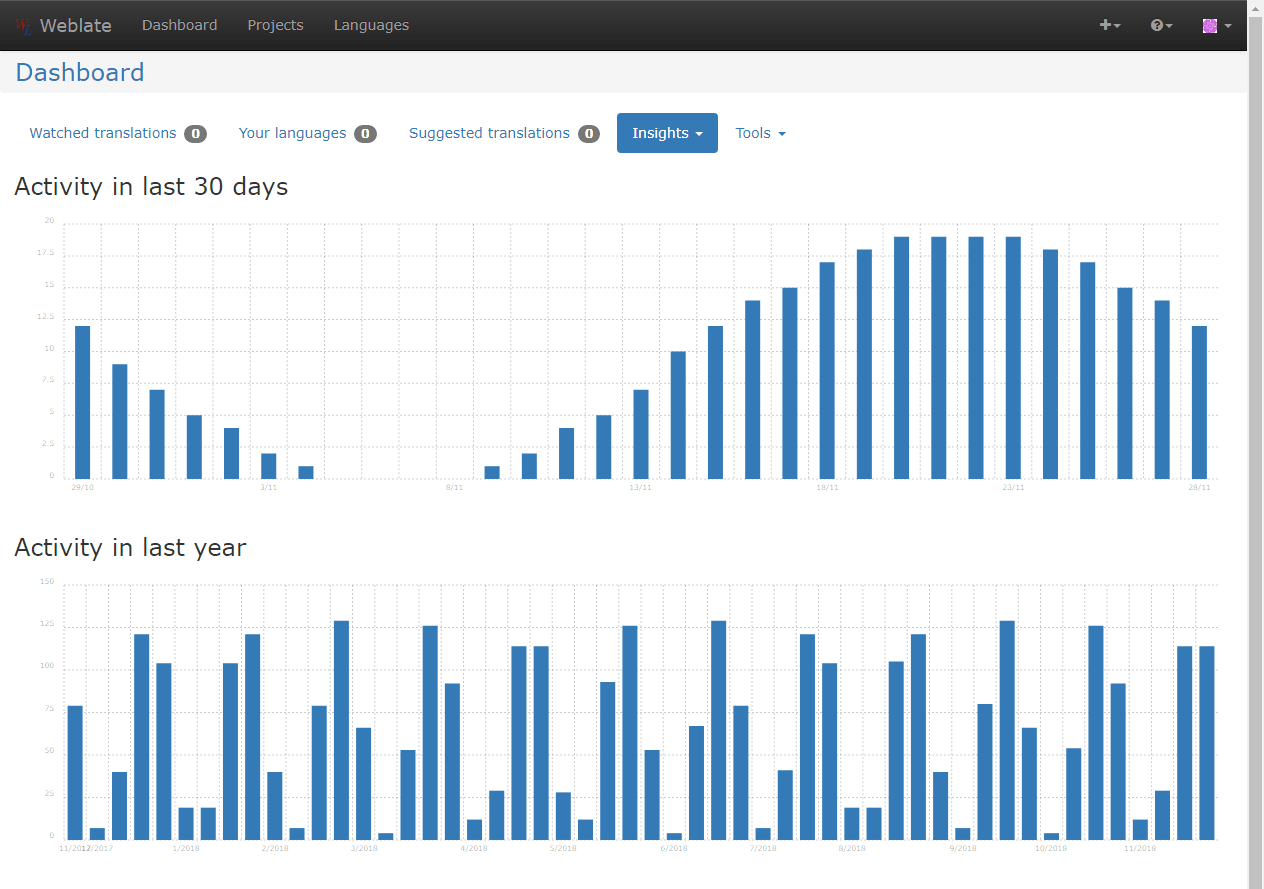 Weblate Dashboard Projects Languages
Dashboard
Watched translations 0 Your languages 0 Suggested translations 0 Insights Tools
Activity in last 30 days
20
17.5
15
12.5
10
7.5
5
2.5
0
29/10 3/11 8/11 13/11 18/11 23/11 28/11
Activity in last year
150
125
100
75
50
25
0
11/2017 12/2017 1/2018 2/2018 3/2018 4/2018 5/2018 6/2018 7/2018 8/2018 9/2018 10/2018 11/2018